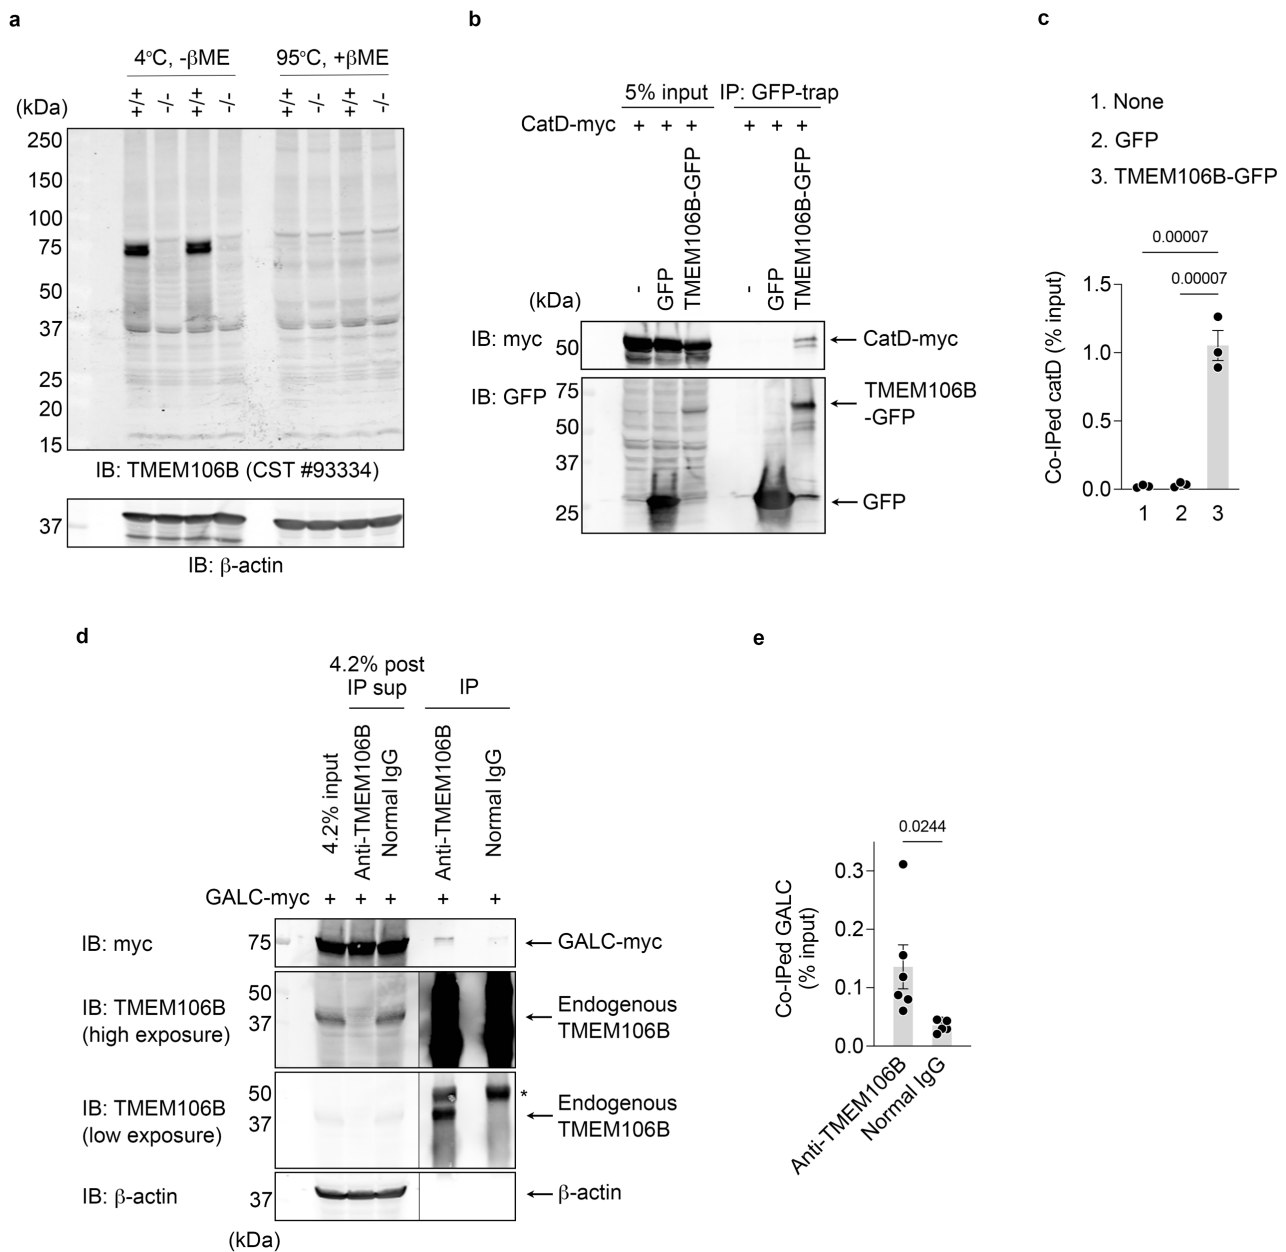 a
4°C, -βME
95°C, +βME
(kDa)
+/+
-/-
+/+
-/-
+/+
-/-
+/+
-/-
250
150
100
75
50
37
25
20
15
IB: TMEM106B (CST #93334)
37
IB: β-actin
b
5% input
IP: GFP-trap
CatD-myc
+ + +
+ + +
-
GFP
TMEM106B-GFP
-
GFP
TMEM106B-GFP
(kDa)
IB: myc
50
CatD-myc
IB: GFP
75
50
50
37
25
TMEM106B
-GFP
GFP
c
1. None
2. GFP
3. TMEM106B-GFP
0.00007
0.00007
Co-IPed catD (% input)
1.5
1.0
0.5
0.0
1 2 3
d
4.2% post
IP sup
IP
4.2% input
Anti-TMEM106B
Normal IgG
Anti-TMEM106B
Normal IgG
GALC-myc
+ + + + +
IB: myc
75
GALC-myc
IB: TMEM106B
(high exposure)
50
37
Endogenous
TMEM106B
IB: TMEM106B
(low exposure)
50
37
*
Endogenous
TMEM106B
IB: β-actin
37
β-actin
(kDa)
e
0.0244
Co-IPed GALC
(% input)
0.3
0.2
0.1
0.0
Anti-TMEM106B
Normal IgG